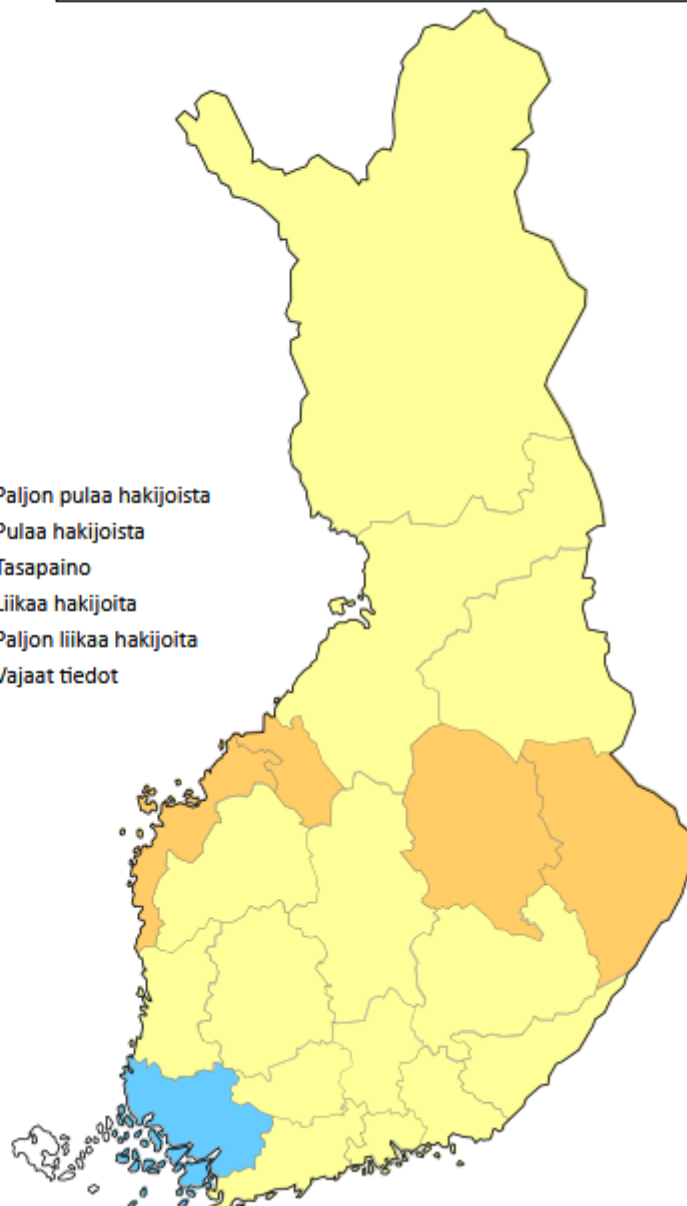 Paljon pulaa hakijoista
Pulaa hakijoista
Tasapaino
Liikaa hakijoita
Paljon liikaa hakijoita
Vajaat tiedot